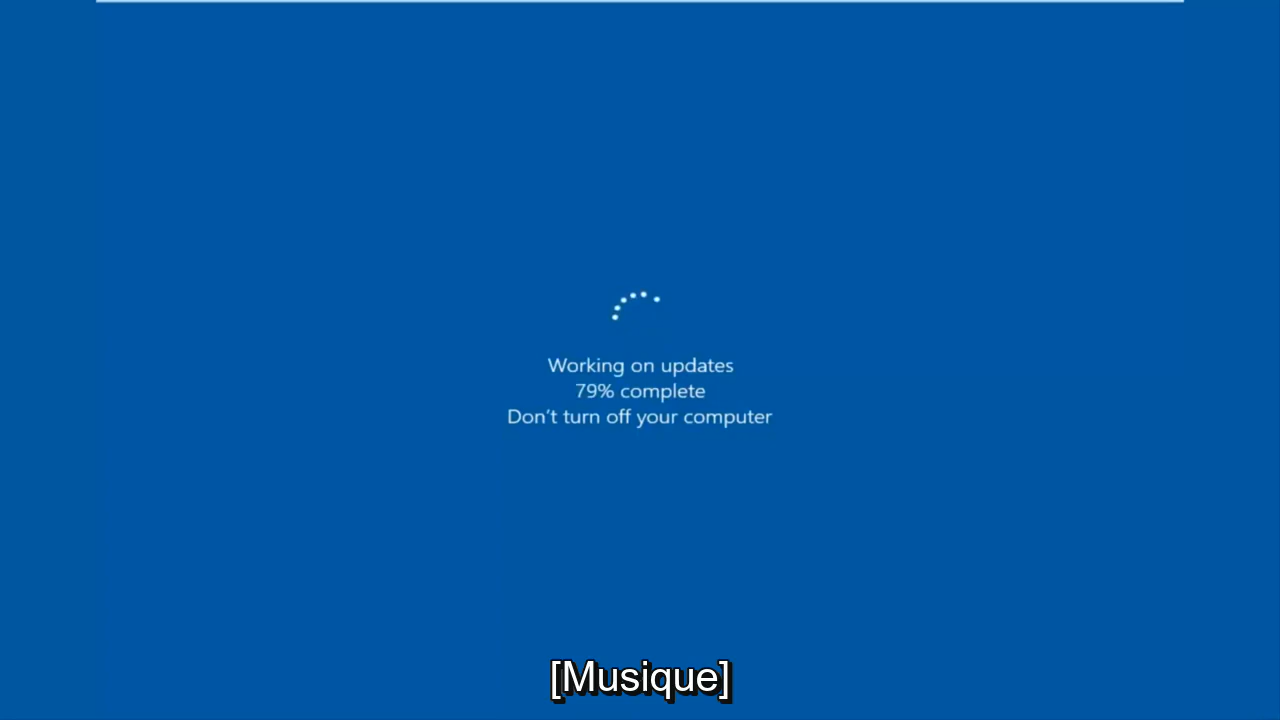 Working on updates
79% complete
Don't turn off your computer
[Musique]